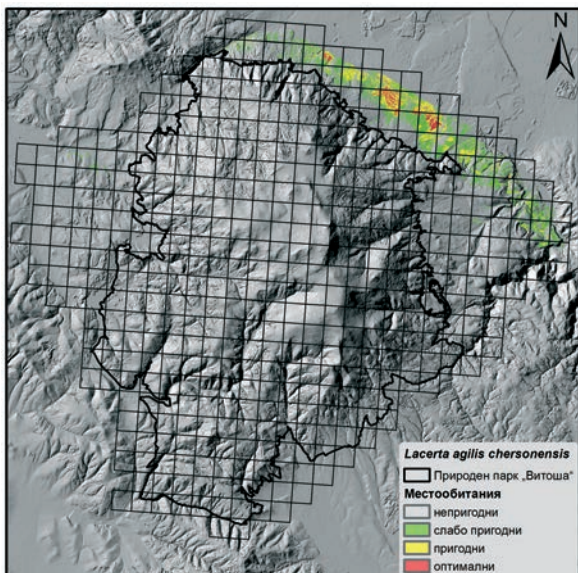 N
Lacerta agilis chersonensis
Природен парк „Витоша“
Местообитания
непригодни
слабо пригодни
пригодни
оптимални